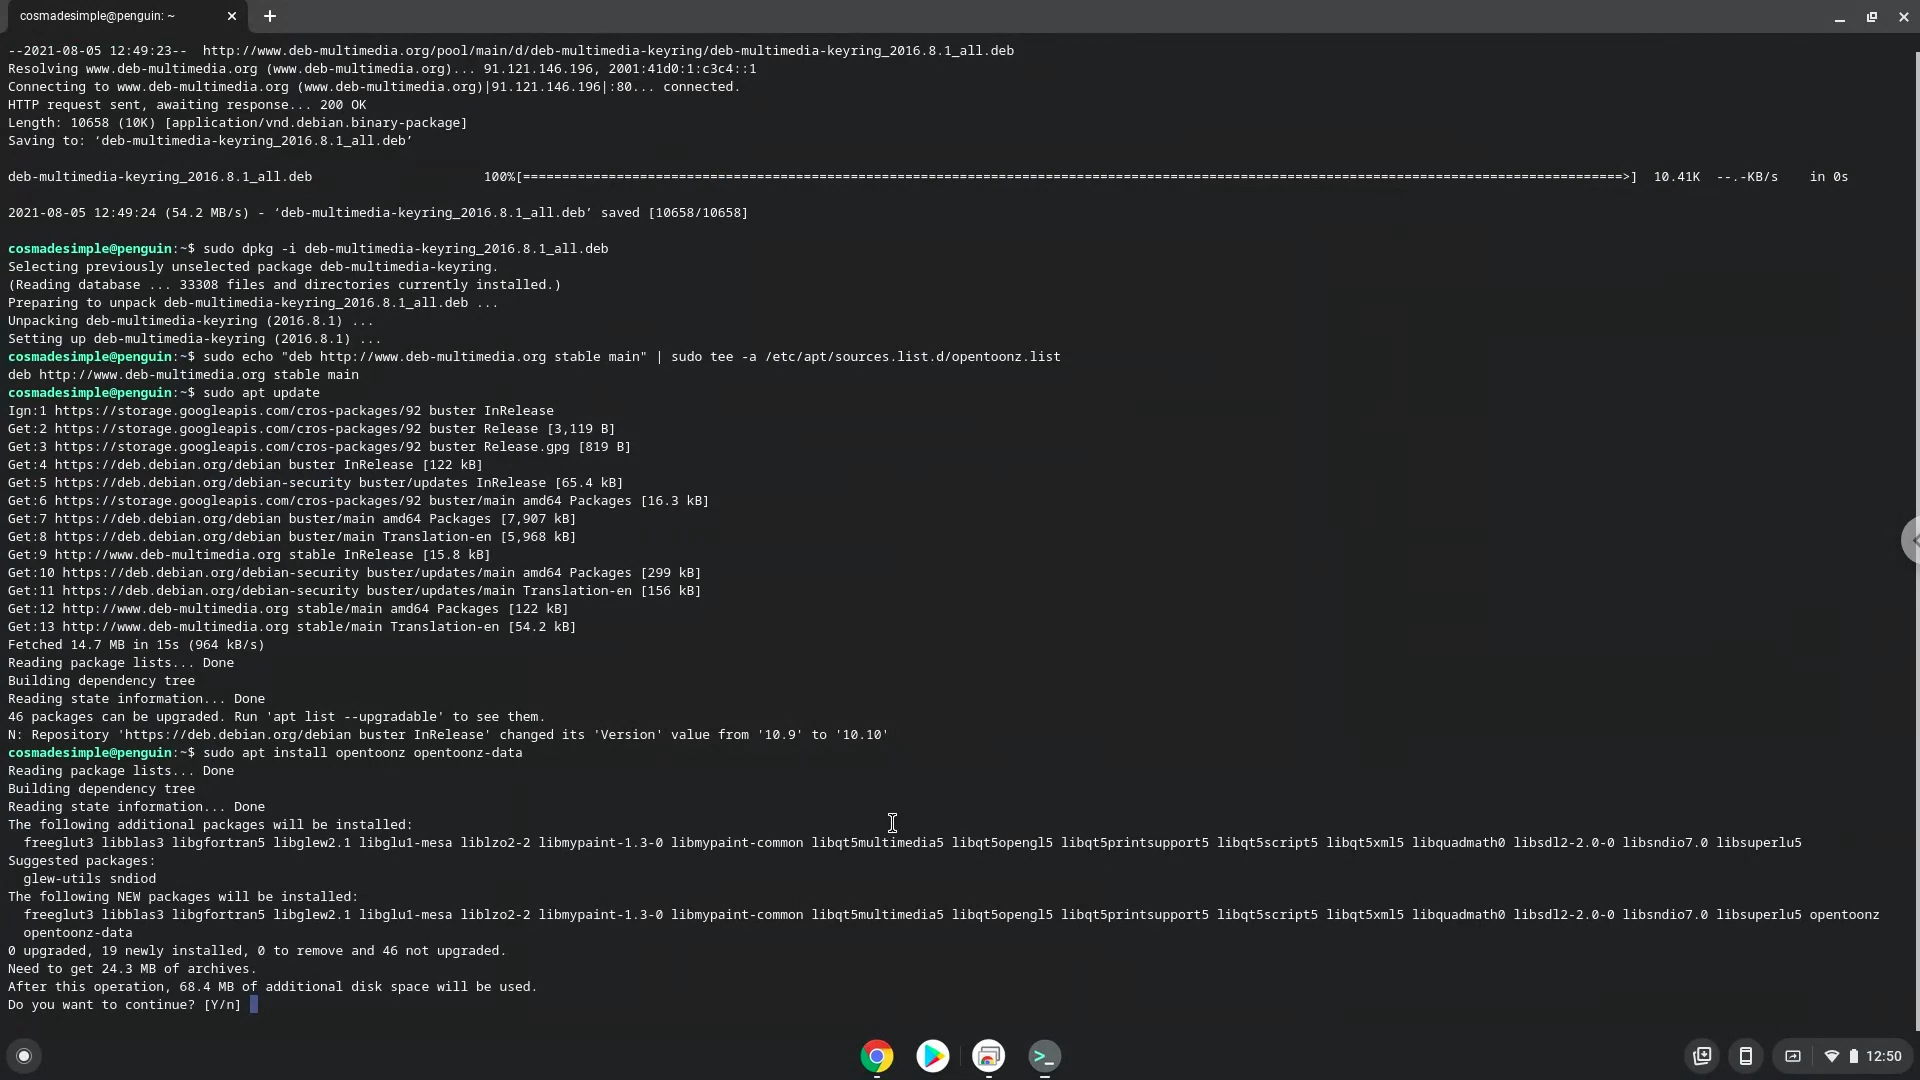 cosmadesimple@penguin: ~
--2021-08-05 12:49:23--  http://www.deb-multimedia.org/pool/main/d/deb-multimedia-keyring/deb-multimedia-keyring_2016.8.1_all.deb
Resolving www.deb-multimedia.org (www.deb-multimedia.org)... 91.121.146.196, 2001:41d0:1:c3c4::1
Connecting to www.deb-multimedia.org (www.deb-multimedia.org)|91.121.146.196|:80... connected.
HTTP request sent, awaiting response... 200 OK
Length: 10658 (10K) [application/vnd.debian.binary-package]
Saving to: ‘deb-multimedia-keyring_2016.8.1_all.deb’
deb-multimedia-keyring_2016.8.1_all.deb                      100%[=============================================================================================================================================>]  10.41K  --.-KB/s    in 0s
2021-08-05 12:49:24 (54.2 MB/s) - ‘deb-multimedia-keyring_2016.8.1_all.deb’ saved [10658/10658]
cosmadesimple@penguin:~$ sudo dpkg -i deb-multimedia-keyring_2016.8.1_all.deb
Selecting previously unselected package deb-multimedia-keyring.
(Reading database ... 33308 files and directories currently installed.)
Preparing to unpack deb-multimedia-keyring_2016.8.1_all.deb ...
Unpacking deb-multimedia-keyring (2016.8.1) ...
Setting up deb-multimedia-keyring (2016.8.1) ...
cosmadesimple@penguin:~$ sudo echo "deb http://www.deb-multimedia.org stable main" | sudo tee -a /etc/apt/sources.list.d/opentoonz.list
deb http://www.deb-multimedia.org stable main
cosmadesimple@penguin:~$ sudo apt update
Ign:1 https://storage.googleapis.com/cros-packages/92 buster InRelease
Get:2 https://storage.googleapis.com/cros-packages/92 buster Release [3,119 B]
Get:3 https://storage.googleapis.com/cros-packages/92 buster Release.gpg [819 B]
Get:4 https://deb.debian.org/debian buster InRelease [122 kB]
Get:5 https://deb.debian.org/debian-security buster/updates InRelease [65.4 kB]
Get:6 https://storage.googleapis.com/cros-packages/92 buster/main amd64 Packages [16.3 kB]
Get:7 https://deb.debian.org/debian buster/main amd64 Packages [7,907 kB]
Get:8 https://deb.debian.org/debian buster/main Translation-en [5,968 kB]
Get:9 http://www.deb-multimedia.org stable InRelease [15.8 kB]
Get:10 https://deb.debian.org/debian-security buster/updates/main amd64 Packages [299 kB]
Get:11 https://deb.debian.org/debian-security buster/updates/main Translation-en [156 kB]
Get:12 http://www.deb-multimedia.org stable/main amd64 Packages [122 kB]
Get:13 http://www.deb-multimedia.org stable/main Translation-en [54.2 kB]
Fetched 14.7 MB in 15s (964 kB/s)
Reading package lists... Done
Building dependency tree
Reading state information... Done
46 packages can be upgraded. Run 'apt list --upgradable' to see them.
N: Repository 'https://deb.debian.org/debian buster InRelease' changed its 'Version' value from '10.9' to '10.10'
cosmadesimple@penguin:~$ sudo apt install opentoonz opentoonz-data
Reading package lists... Done
Building dependency tree
Reading state information... Done
The following additional packages will be installed:
  freeglut3 libblas3 libgfortran5 libglew2.1 libglu1-mesa liblzo2-2 libmypaint-1.3-0 libmypaint-common libqt5multimedia5 libqt5opengl5 libqt5printsupport5 libqt5script5 libqt5xml5 libquadmath0 libsdl2-2.0-0 libsndio7.0 libsuperlu5
Suggested packages:
  glew-utils sndiod
The following NEW packages will be installed:
  freeglut3 libblas3 libgfortran5 libglew2.1 libglu1-mesa liblzo2-2 libmypaint-1.3-0 libmypaint-common libqt5multimedia5 libqt5opengl5 libqt5printsupport5 libqt5script5 libqt5xml5 libquadmath0 libsdl2-2.0-0 libsndio7.0 libsuperlu5 opentoonz
  opentoonz-data
0 upgraded, 19 newly installed, 0 to remove and 46 not upgraded.
Need to get 24.3 MB of archives.
After this operation, 68.4 MB of additional disk space will be used.
Do you want to continue? [Y/n]
12:50